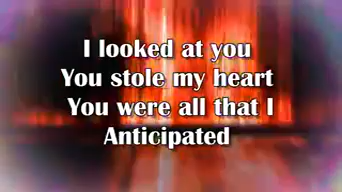 I looked at you
You stole my heart
You were all that I
Anticipated